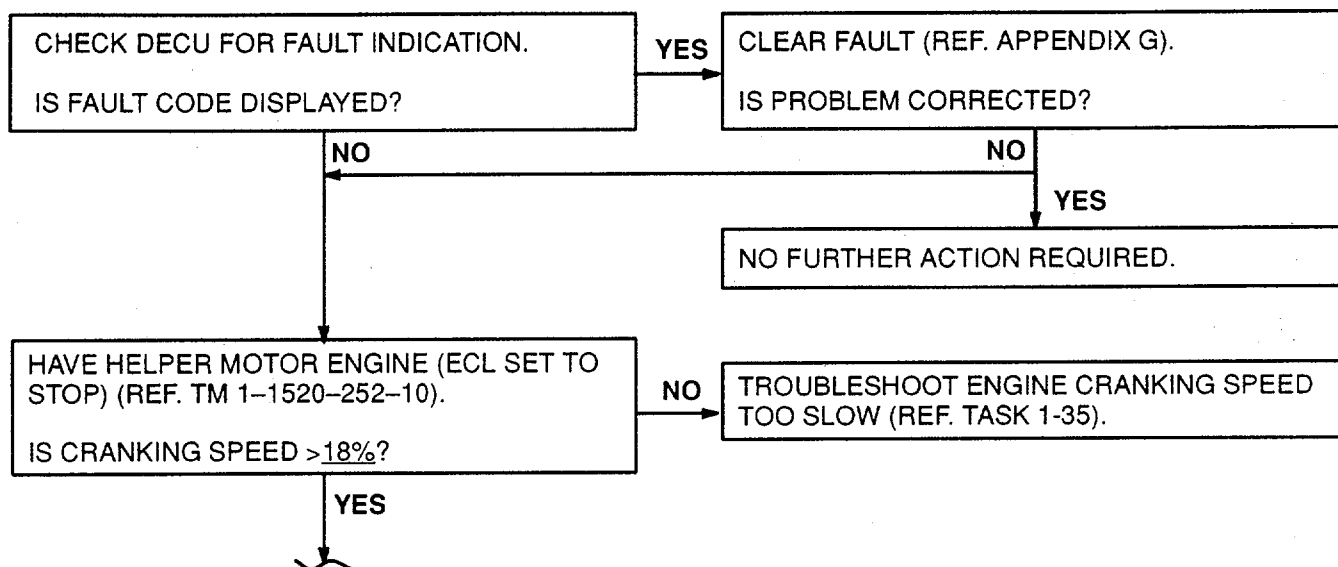 CHECK DECU FOR FAULT INDICATION.
IS FAULT CODE DISPLAYED?
YES
CLEAR FAULT (REF. APPENDIX G).
IS PROBLEM CORRECTED?
NO
NO
YES
NO FURTHER ACTION REQUIRED.
HAVE HELPER MOTOR ENGINE (ECL SET TO
STOP) (REF. TM 1–1520–252–10).
IS CRANKING SPEED >18%?
NO
TROUBLESHOOT ENGINE CRANKING SPEED
TOO SLOW (REF. TASK 1-35).
YES